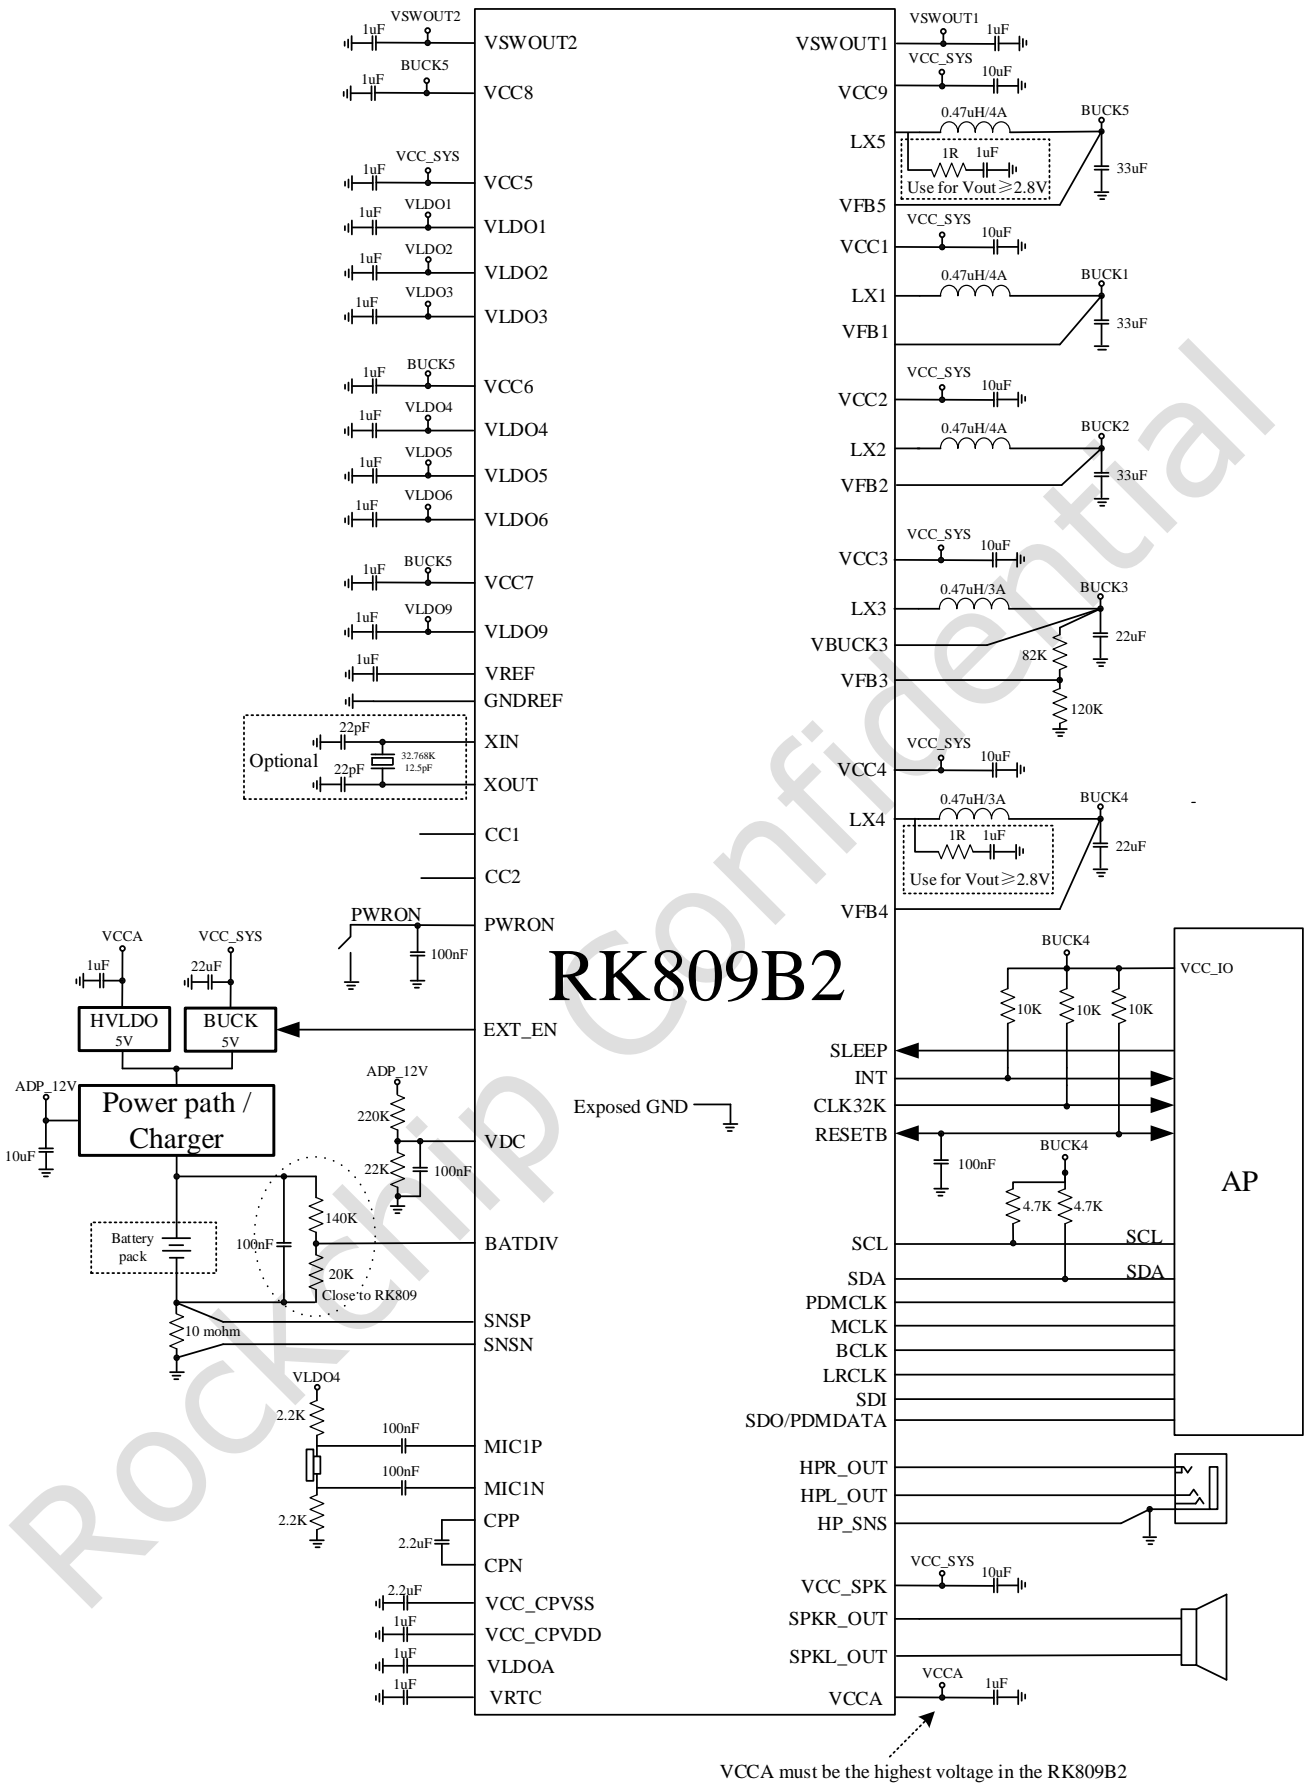 VSWOUT2
1uF
VSWOUT2
BUCK5
1uF
VCC8
VCC_SYS
1uF
VCC5
VLDO1
1uF
VLDO1
VLDO2
1uF
VLDO2
VLDO3
1uF
VLDO3
BUCK5
1uF
VCC6
VLDO4
1uF
VLDO4
VLDO5
1uF
VLDO5
VLDO6
1uF
VLDO6
BUCK5
1uF
VCC7
VLDO9
1uF
VLDO9
1uF
VREF
GNDREF
22pF
XIN
Optional
32.768K
12.5pF
22pF
XOUT
CC1
CC2
PWRON
PWRON
100nF
VCCA
VCC_SYS
1uF
22uF
HVLDO
5V
BUCK
5V
EXT_EN
ADP_12V
Power path /
Charger
10uF
ADP_12V
220K
VDC
22K
100nF
140K
Battery
pack
100nF
BATDIV
20K
Close to RK809
SNSP
10 mohm
SNSN
VLDO4
2.2K
100nF
MIC1P
100nF
MIC1N
2.2K
CPP
2.2uF
CPN
2.2uF
VCC_CPVSS
1uF
VCC_CPVDD
1uF
VLDOA
1uF
VRTC
RK809B2
Exposed GND
VSWOUT1
VSWOUT1
1uF
VCC_SYS
VCC9
10uF
0.47uH/4A
BUCK5
LX5
1R
1uF
33uF
Use for Vout≥2.8V
VFB5
VCC_SYS
VCC1
10uF
0.47uH/4A
BUCK1
LX1
33uF
VFB1
VCC_SYS
VCC2
10uF
0.47uH/4A
BUCK2
LX2
33uF
VFB2
VCC_SYS
VCC3
10uF
0.47uH/3A
BUCK3
LX3
22uF
VBUCK3
82K
VFB3
120K
VCC_SYS
VCC4
10uF
0.47uH/3A
BUCK4
-
LX4
1R
1uF
22uF
Use for Vout≥2.8V
VFB4
BUCK4
VCC_IO
10K
10K
10K
SLEEP
INT
CLK32K
RESETB
BUCK4
100nF
4.7K
4.7K
AP
SCL
SCL
SDA
SDA
PDMCLK
MCLK
BCLK
LRCLK
SDI
SDO/PDMDATA
HPR_OUT
HPL_OUT
HP_SNS
VCC_SYS
VCC_SPK
10uF
SPKR_OUT
SPKL_OUT
VCCA
VCCA
1uF
VCCA must be the highest voltage in the RK809B2
Rockchip Confidential